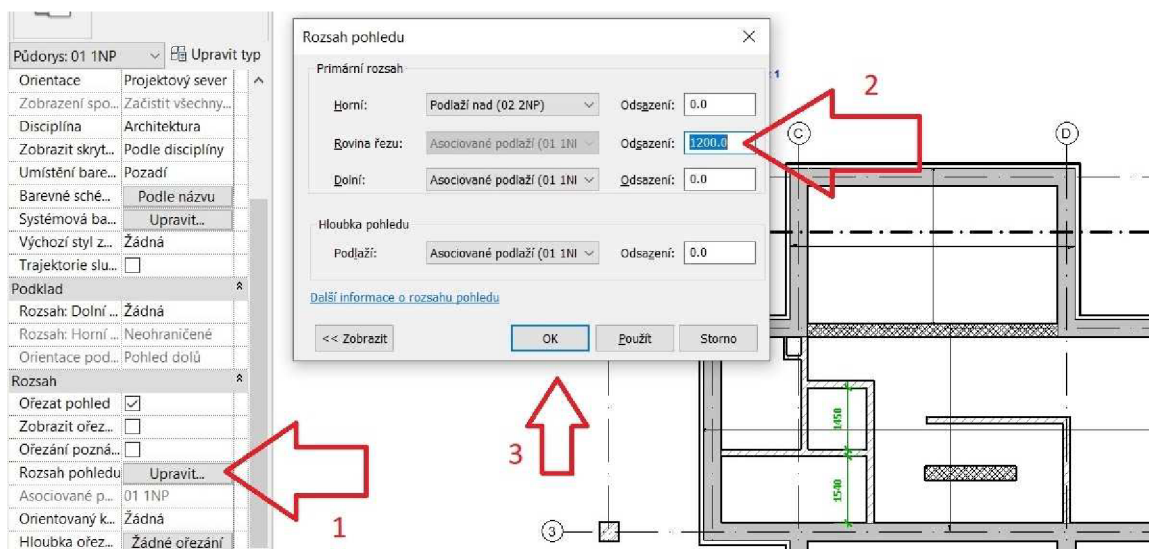 Půdorys: 01 1NP
Upravit typ
Orientace Projektový sever
Zobrazení spo... Začistit všechny...
Disciplína Architektura
Zobrazit skryt... Podle disciplíny
Umístění bare... Pozadí
Barevné sché... Podle názvu
Systémová ba... Upravit...
Výchozí styl z... Žádná
Trajektorie slu...
Podklad
Rozsah: Dolní ... Žádná
Rozsah: Horní ... Neohraničené
Orientace pod... Pohled dolů
Rozsah
Ořezat pohled
Zobrazit ořez...
Ořezání pozná...
Rozsah pohledu Upravit...
Asociované p... 01 1NP
Orientovaný k... Žádná
Hloubka ořez... Žádné ořezání
1
Rozsah pohledu
Primární rozsah
Horní: Podlaží nad (02 2NP) Odsazení: 0.0
Rovina řezu: Asociované podlaží (01 1NI Odsazení: 1200.0
Dolní: Asociované podlaží (01 1NI Odsazení: 0.0
Hloubka pohledu
Podlaží: Asociované podlaží (01 1NI Odsazení: 0.0
Další informace o rozsahu pohledu
<< Zobrazit OK Použít Storno
3
1
2
C
D
1450
1540
3